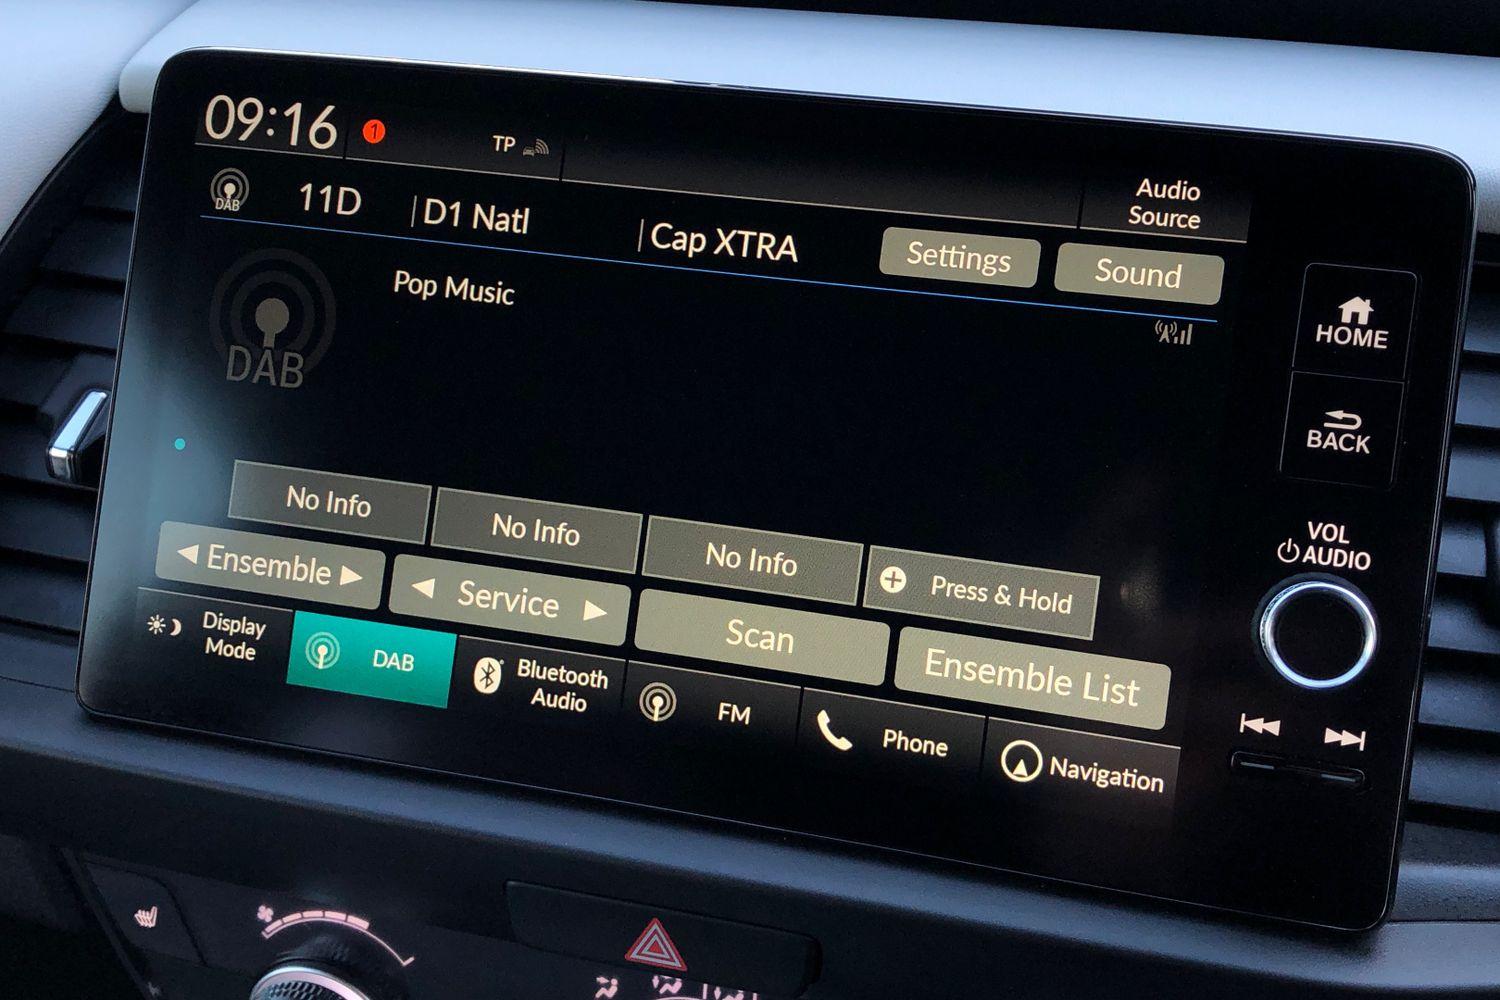 09:16
1
TP
Audio
Source
DAB
11D
D1 Natl
Cap XTRA
Settings
Sound
Pop Music
DAB
HOME
BACK
No Info
No Info
No Info
Press & Hold
Ensemble
Service
Scan
Ensemble List
Display
Mode
DAB
Bluetooth
Audio
FM
Phone
Navigation
VOL
AUDIO